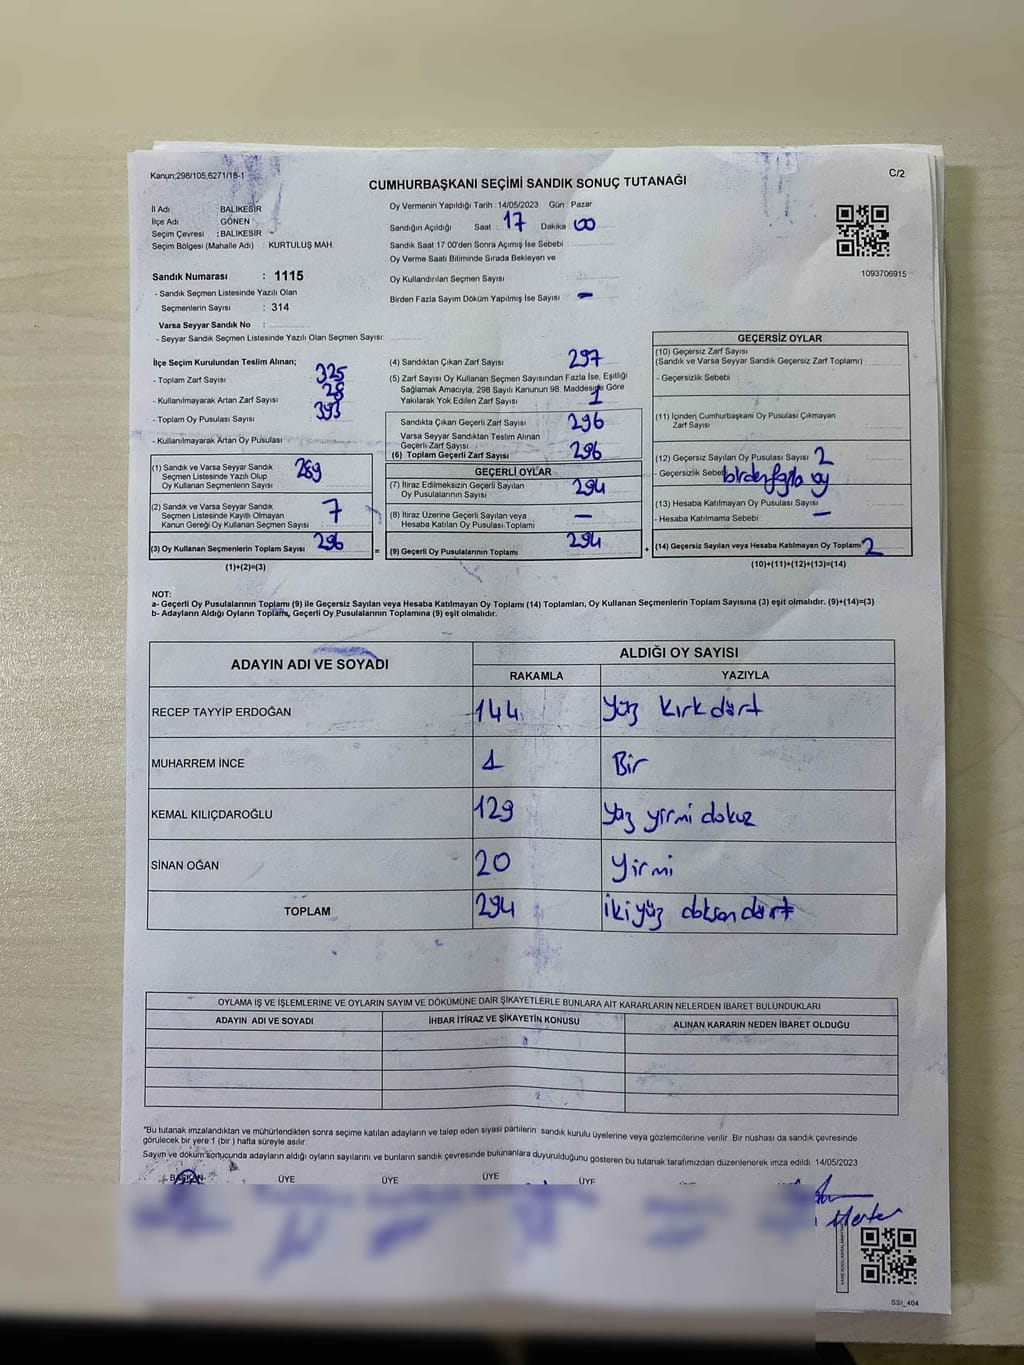 Kanun;298/105,6271/18-1
C/2
CUMHURBAŞKANI SEÇİMİ SANDIK SONUÇ TUTANAĞI
İl Adı : BALIKESİR
İlçe Adı : GÖNEN
Seçim Çevresi : BALIKESİR
Seçim Bölgesi (Mahalle Adı) : KURTULUŞ MAH.
Oy Vermenin Yapıldığı Tarih : 14/05/2023 Gün : Pazar
Sandığın Açıldığı Saat : 17 Dakika : 00
Sandık Saat 17:00'den Sonra Açılmış İse Sebebi :
Oy Verme Saati Bitiminde Sırada Bekleyen ve
Oy Kullandırılan Seçmen Sayısı
Birden Fazla Sayım Döküm Yapılmış İse Sayısı : —
1093706915
Sandık Numarası : 1115
- Sandık Seçmen Listesinde Yazılı Olan
Seçmenlerin Sayısı : 314
Varsa Seyyar Sandık No :
- Seyyar Sandık Seçmen Listesinde Yazılı Olan Seçmen Sayısı:
İlçe Seçim Kurulundan Teslim Alınan;
- Toplam Zarf Sayısı 325
- Kullanılmayarak Artan Zarf Sayısı 28
- Toplam Oy Pusulası Sayısı
- Kullanılmayarak Artan Oy Pusulası
(1) Sandık ve Varsa Seyyar Sandık
Seçmen Listesinde Yazılı Olup
Oy Kullanan Seçmenlerin Sayısı 289
(2) Sandık ve Varsa Seyyar Sandık
Seçmen Listesinde Kayıtlı Olmayan
Kanun Gereği Oy Kullanan Seçmen Sayısı 7
(3) Oy Kullanan Seçmenlerin Toplam Sayısı 296
(1)+(2)=(3)
=
(4) Sandıktan Çıkan Zarf Sayısı 297
(5) Zarf Sayısı Oy Kullanan Seçmen Sayısından Fazla İse, Eşitliği
Sağlamak Amacıyla, 298 Sayılı Kanunun 98. Maddesine Göre
Yakılarak Yok Edilen Zarf Sayısı 1
Sandıkta Çıkan Geçerli Zarf Sayısı 296
Varsa Seyyar Sandıktan Teslim Alınan
Geçerli Zarf Sayısı
(6) Toplam Geçerli Zarf Sayısı 296
GEÇERLİ OYLAR
(7) İtiraz Edilmeksizin Geçerli Sayılan
Oy Pusulalarının Sayısı 294
(8) İtiraz Üzerine Geçerli Sayılan veya
Hesaba Katılan Oy Pusulası Toplamı —
(9) Geçerli Oy Pusulalarının Toplamı 294
+
GEÇERSİZ OYLAR
(10) Geçersiz Zarf Sayısı
(Sandık ve Varsa Seyyar Sandık Geçersiz Zarf Toplamı) :
- Geçersizlik Sebebi :
(11) İçinden Cumhurbaşkanı Oy Pusulası Çıkmayan
Zarf Sayısı
(12) Geçersiz Sayılan Oy Pusulası Sayısı 2
- Geçersizlik Sebebi birden fazla oy
(13) Hesaba Katılmayan Oy Pusulası Sayısı —
- Hesaba Katılmama Sebebi :
(14) Geçersiz Sayılan veya Hesaba Katılmayan Oy Toplamı 2
(10)+(11)+(12)+(13)=(14)
NOT:
a- Geçerli Oy Pusulalarının Toplamı (9) ile Geçersiz Sayılan veya Hesaba Katılmayan Oy Toplamı (14) Toplamları, Oy Kullanan Seçmenlerin Toplam Sayısına (3) eşit olmalıdır. (9)+(14)=(3)
b- Adayların Aldığı Oyların Toplamı, Geçerli Oy Pusulalarının Toplamına (9) eşit olmalıdır.
ADAYIN ADI VE SOYADI ALDIĞI OY SAYISI
RAKAMLA YAZIYLA
RECEP TAYYİP ERDOĞAN 144 Yüz kırk dört
MUHARREM İNCE 1 Bir
KEMAL KILIÇDAROĞLU 129 Yüz yirmi dokuz
SİNAN OĞAN 20 Yirmi
TOPLAM 294 İki yüz doksan dört
OYLAMA İŞ VE İŞLEMLERİNE VE OYLARIN SAYIM VE DÖKÜMÜNE DAİR ŞİKAYETLERLE BUNLARA AİT KARARLARIN NELERDEN İBARET BULUNDUKLARI
ADAYIN ADI VE SOYADI İHBAR İTİRAZ VE ŞİKAYETİN KONUSU ALINAN KARARIN NEDEN İBARET OLDUĞU
*Bu tutanak imzalandıktan ve mühürlendikten sonra seçime katılan adayların ve talep eden siyasi partilerin sandık kurulu üyelerine veya gözlemcilerine verilir. Bir nüshası da sandık çevresinde
görülecek bir yere 1 (bir ) hafta süreyle asılır.
Sayım ve döküm sonucunda adayların aldığı oyların sayılarını ve bunların sandık çevresinde bulunanlara duyurulduğunu gösteren bu tutanak tarafımızdan düzenlenerek imza edildi. 14/05/2023
BAŞKAN ÜYE ÜYE ÜYE ÜYE
SSİ_404